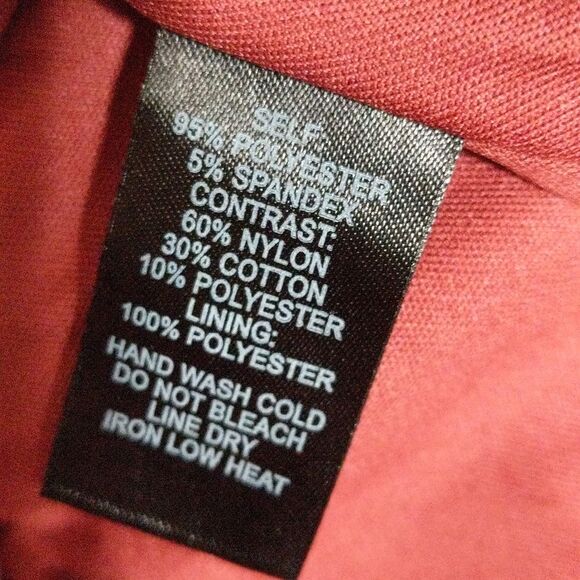 SELF:
95% POLYESTER
5% SPANDEX
CONTRAST:
60% NYLON
30% COTTON
10% POLYESTER
LINING:
100% POLYESTER
HAND WASH COLD
DO NOT BLEACH
LINE DRY
IRON LOW HEAT